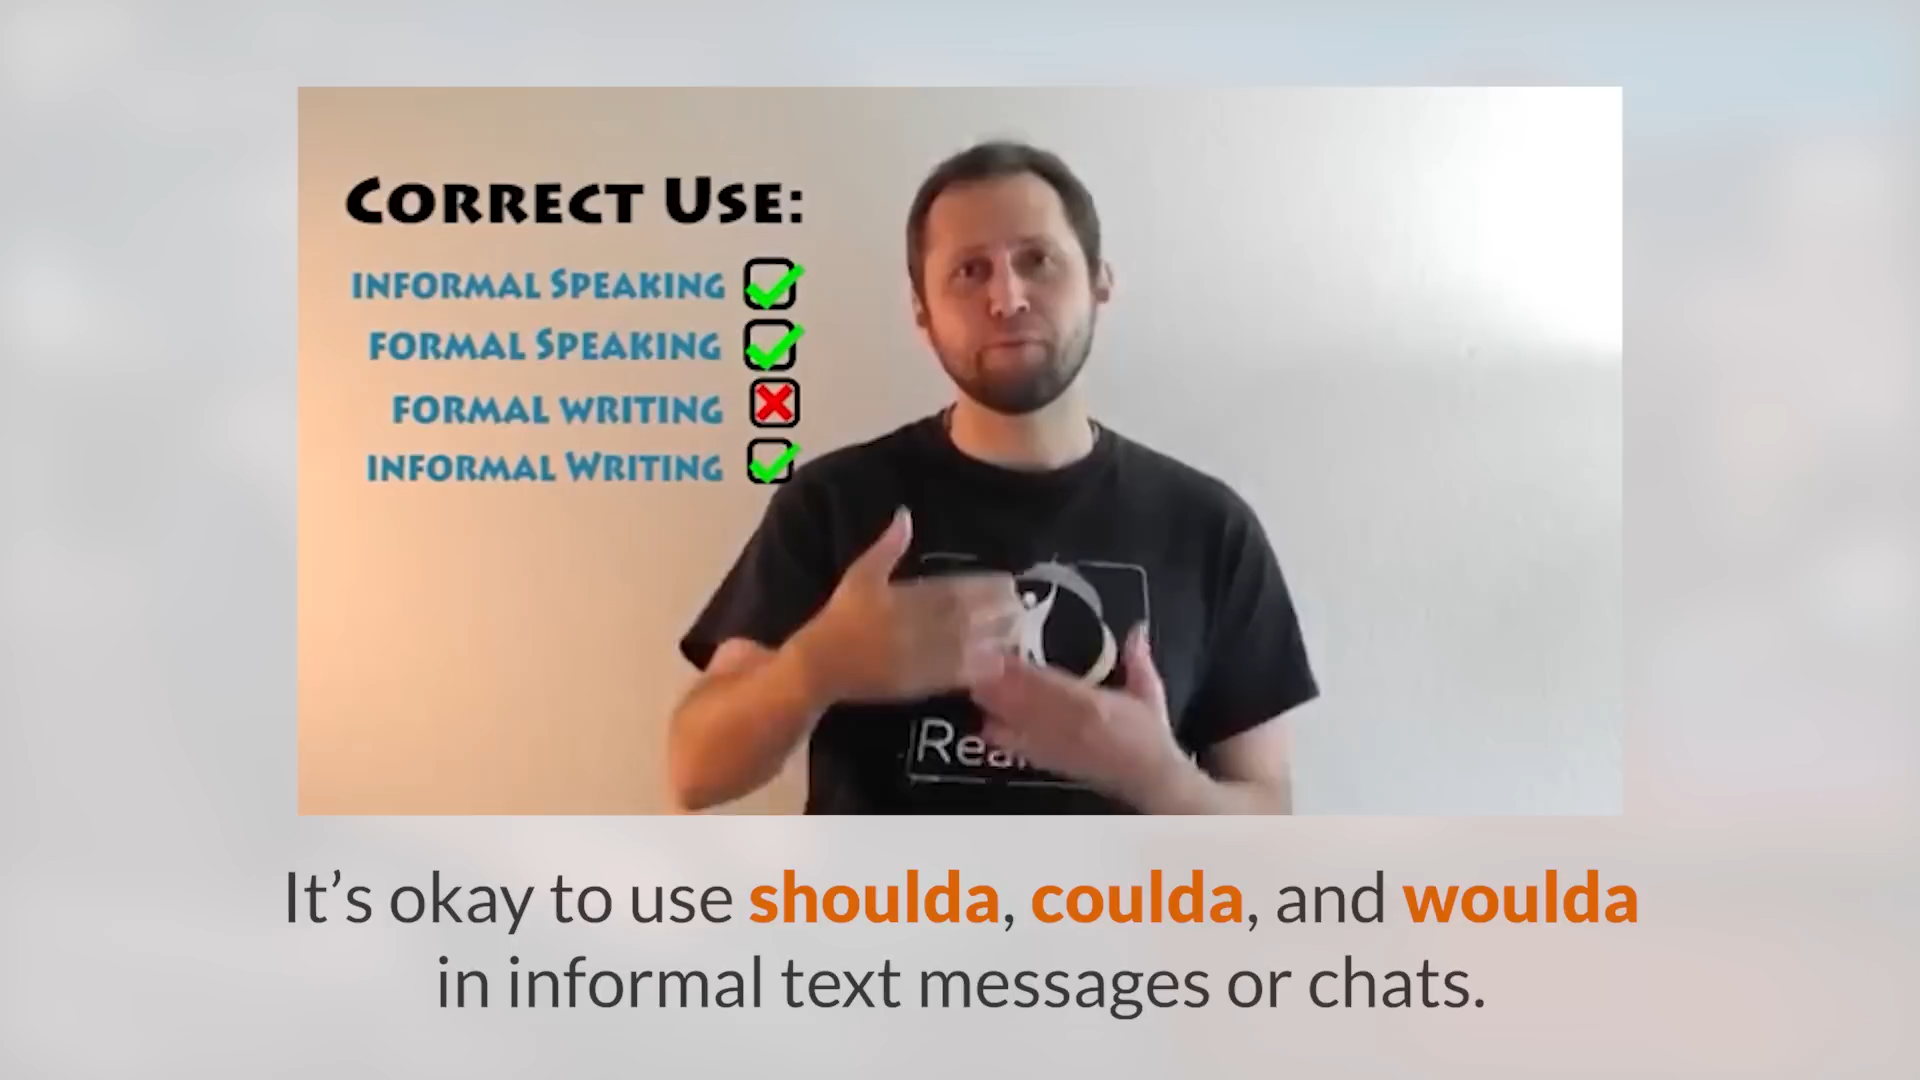 CORRECT USE:
INFORMAL SPEAKING
FORMAL SPEAKING
FORMAL WRITING
INFORMAL WRITING
It's okay to use shoulda, coulda, and woulda
in informal text messages or chats.